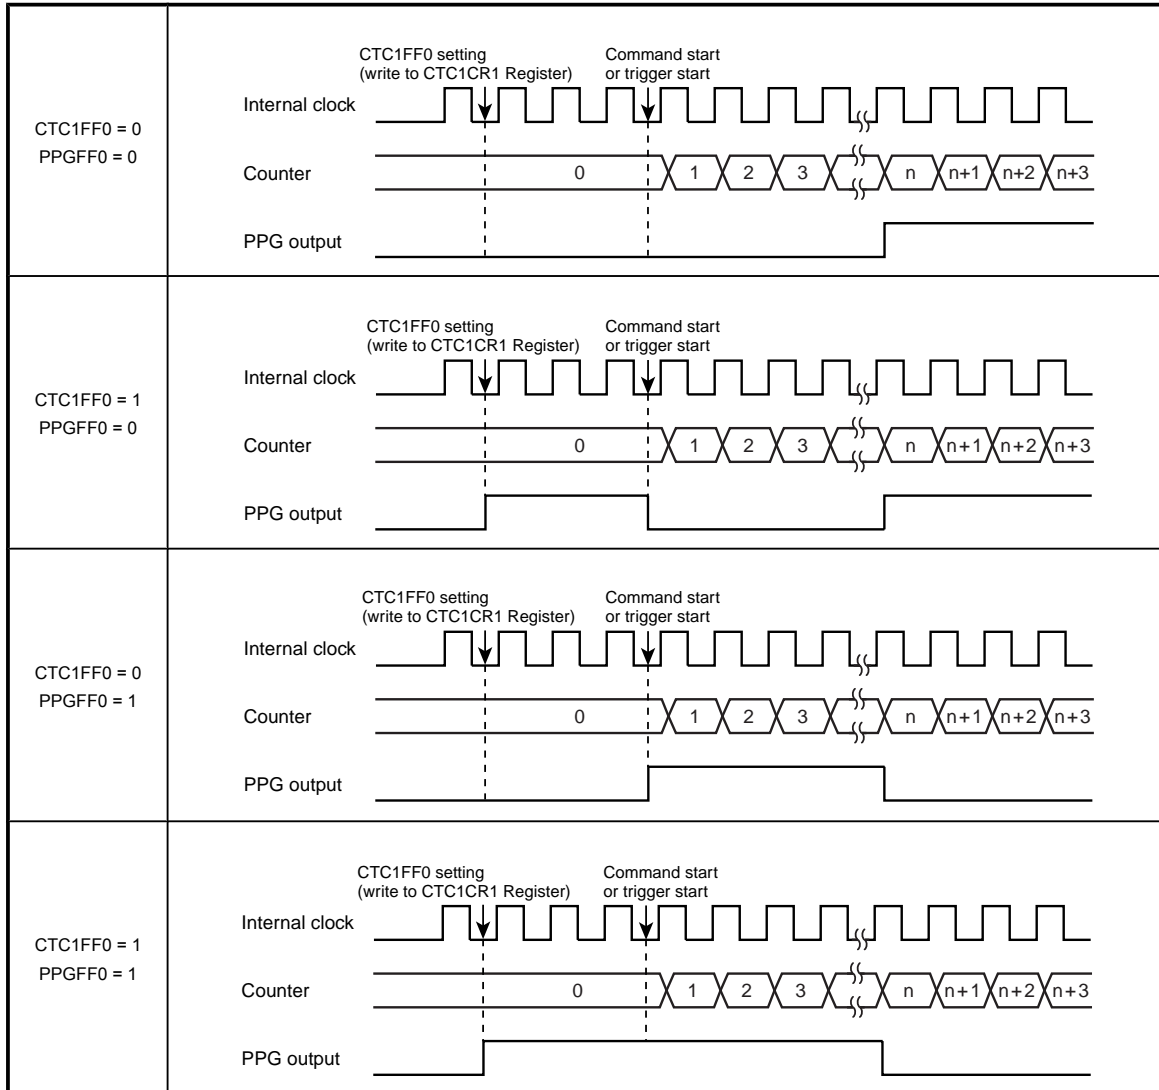 CTC1FF0 = 0
PPGFF0 = 0
CTC1FF0 setting
(write to CTC1CR1 Register)
Command start
or trigger start
Internal clock
Counter
0 1 2 3 n n+1 n+2 n+3
PPG output
CTC1FF0 = 1
PPGFF0 = 0
CTC1FF0 setting
(write to CTC1CR1 Register)
Command start
or trigger start
Internal clock
Counter
0 1 2 3 n n+1 n+2 n+3
PPG output
CTC1FF0 = 0
PPGFF0 = 1
CTC1FF0 setting
(write to CTC1CR1 Register)
Command start
or trigger start
Internal clock
Counter
0 1 2 3 n n+1 n+2 n+3
PPG output
CTC1FF0 = 1
PPGFF0 = 1
CTC1FF0 setting
(write to CTC1CR1 Register)
Command start
or trigger start
Internal clock
Counter
0 1 2 3 n n+1 n+2 n+3
PPG output